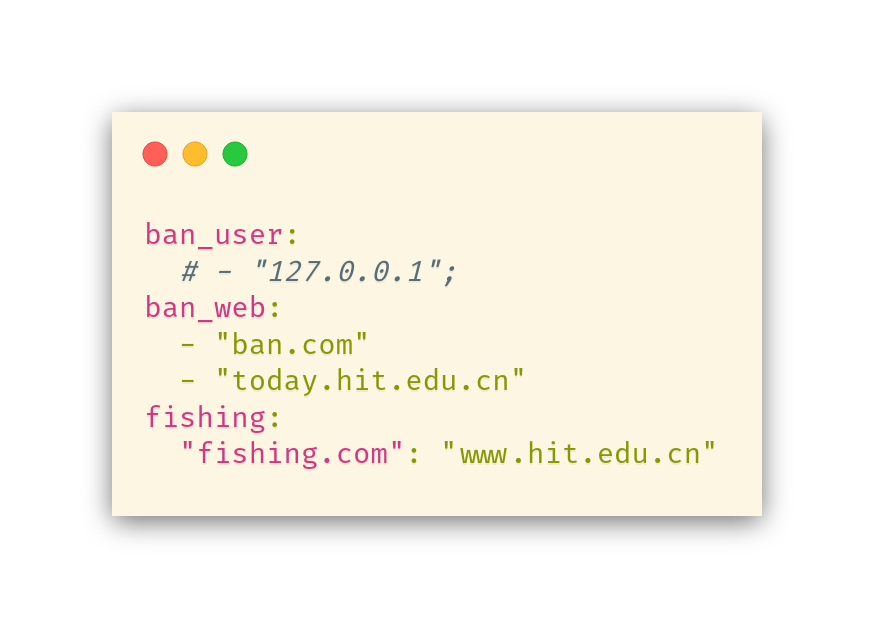 ban_user:
  # - "127.0.0.1";
ban_web:
  - "ban.com"
  - "today.hit.edu.cn"
fishing:
  "fishing.com": "www.hit.edu.cn"